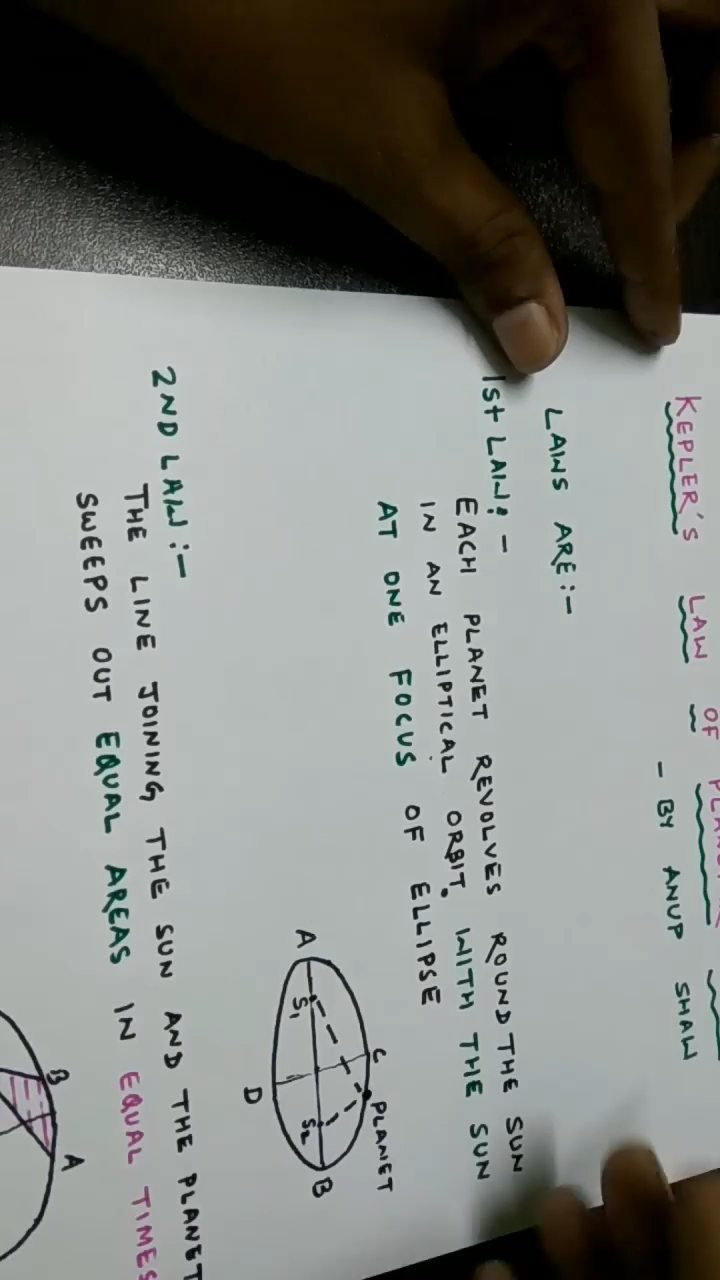 KEPLER'S LAW OF
- BY ANUP SHAW
LAWS ARE:-
1st LAW: -
EACH PLANET REVOLVES ROUND THE SUN
IN AN ELLIPTICAL ORBIT. WITH THE SUN
AT ONE FOCUS OF ELLIPSE
A
S1
C
PLANET
S2
B
D
2ND LAW:-
THE LINE JOINING THE SUN AND THE PLANET
SWEEPS OUT EQUAL AREAS IN EQUAL TIMES
B
A